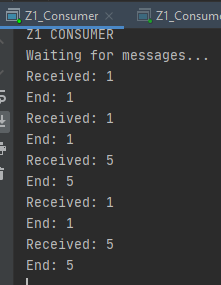 Z1_Consumer × Z1_Consume
Z1 CONSUMER
Waiting for messages...
Received: 1
End: 1
Received: 1
End: 1
Received: 5
End: 5
Received: 1
End: 1
Received: 5
End: 5